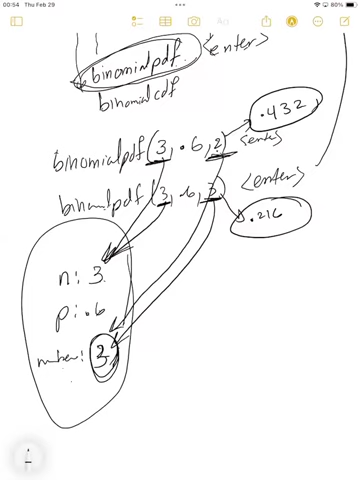 00:54 Thu Feb 29
80%
binomialpdf <enter>
binomialcdf
.432
binomialpdf(3, .6, 2) <enter>
binomialpdf(3, .6, 3) <enter>
.216
n: 3
p: .6
number: 3